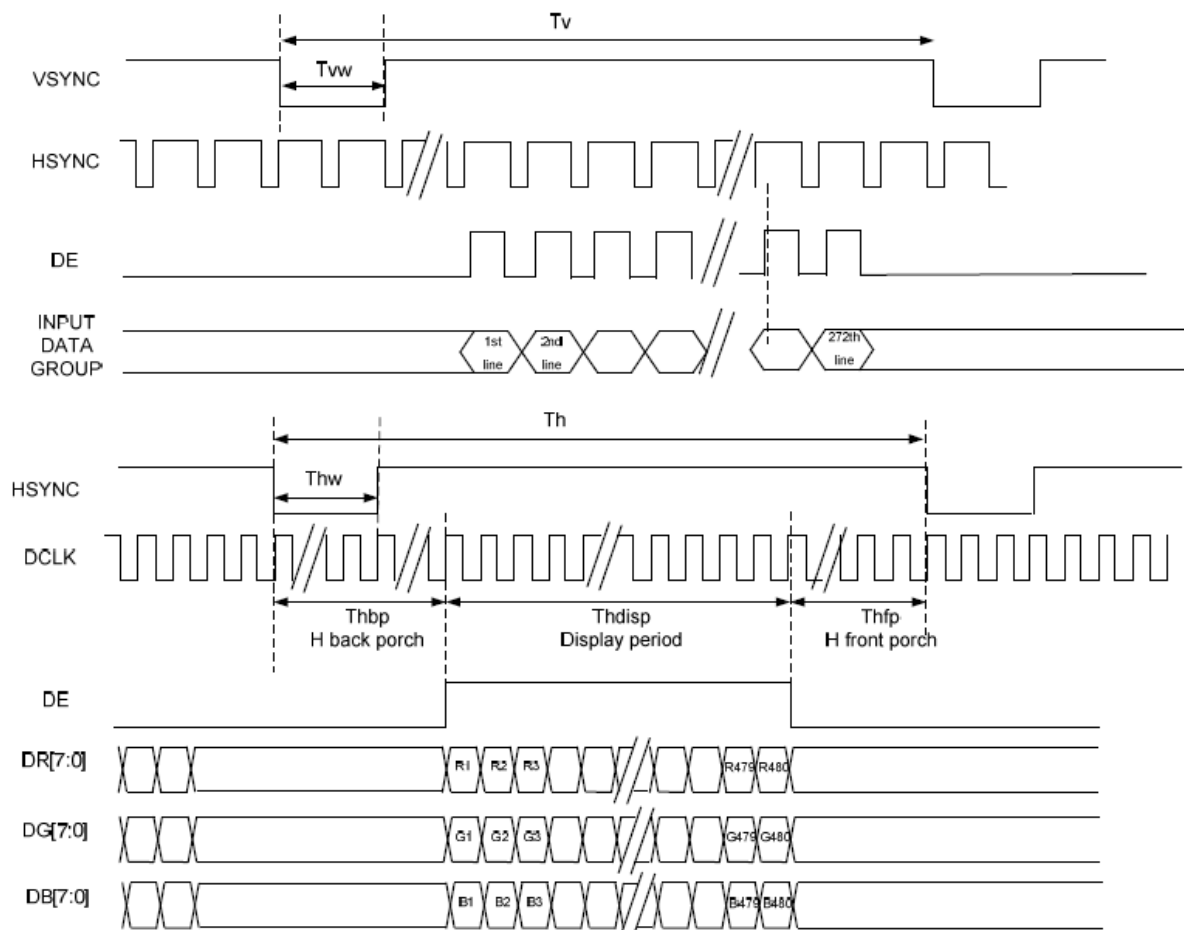 Tv
VSYNC
Tvw
HSYNC
DE
INPUT
DATA
GROUP
1st
line
2nd
line
272th
line
Th
HSYNC
Thw
DCLK
Thbp
H back porch
Thdisp
Display period
Thfp
H front porch
DE
DR[7:0]
R1 R2 R3 R479 R480
DG[7:0]
G1 G2 G3 G479 G480
DB[7:0]
B1 B2 B3 B479 B480